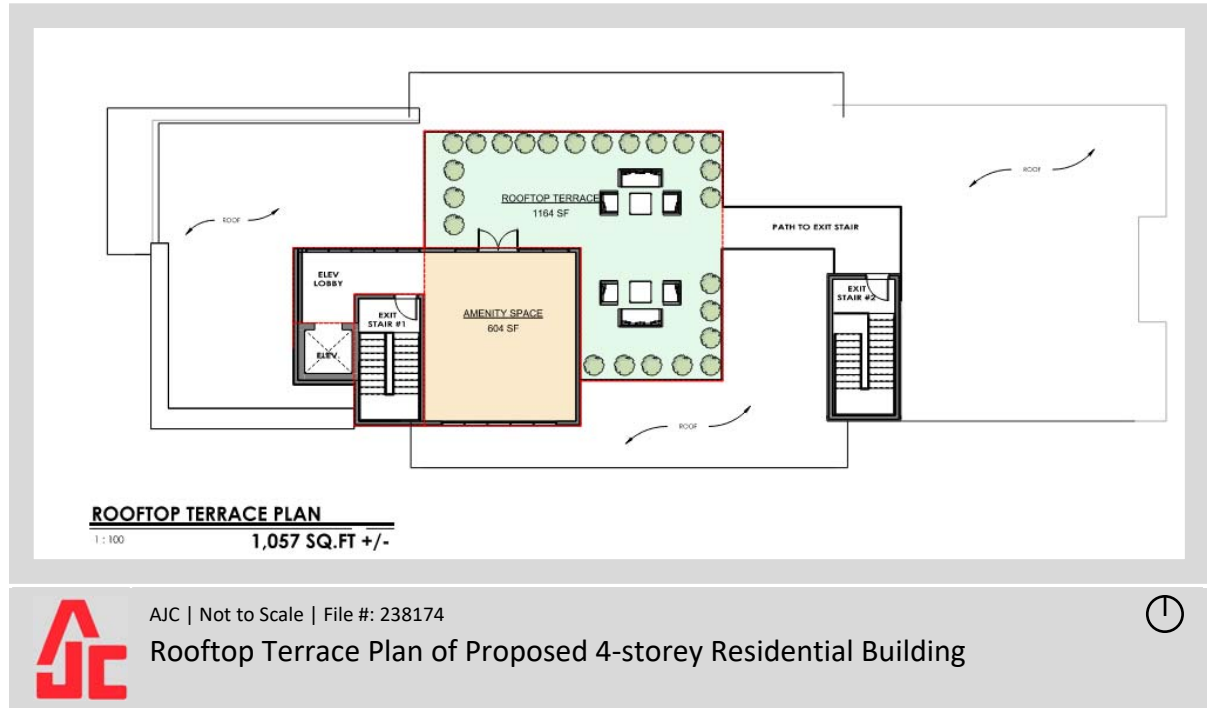 ROOFTOP TERRACE
1164 SF
ROOF
ROOF
PATH TO EXIT STAIR
ELEV
LOBBY
EXIT
STAIR #1
ELEV
AMENITY SPACE
604 SF
EXIT
STAIR #2
ROOF
ROOFTOP TERRACE PLAN
1 : 100
1,057 SQ.FT +/-
AJC
AJC | Not to Scale | File #: 238174
Rooftop Terrace Plan of Proposed 4-storey Residential Building